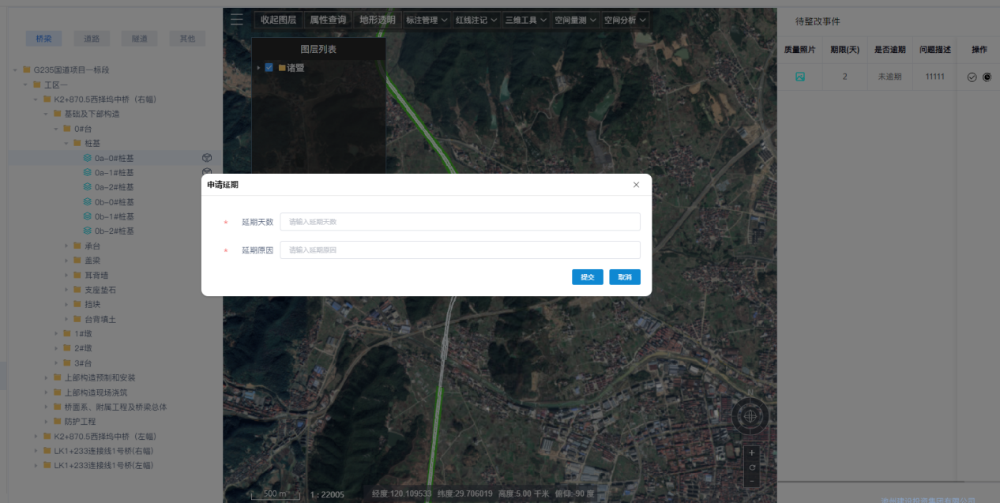 桥梁
道路
隧道
其他
G235国道项目一标段
工区一
K2+870.5西择坞中桥（右幅）
基础及下部构造
0#台
桩基
0a-0#桩基
0a-1#桩基
0a-2#桩基
0b-0#桩基
0b-1#桩基
0b-2#桩基
承台
盖梁
耳背墙
支座垫石
挡块
台背填土
1#墩
2#墩
3#台
上部构造预制和安装
上部构造现场浇筑
桥面系、附属工程及桥梁总体
防护工程
K2+870.5西择坞中桥（左幅）
LK1+233连接线1号桥(右幅)
LK1+233连接线1号桥(左幅)
收起图层
属性查询
地形透明
标注管理
红线注记
三维工具
空间量测
空间分析
图层列表
诸暨
申请延期
* 延期天数 请输入延期天数
* 延期原因 请输入延期原因
提交
取消
500 m
1 : 22005
经度:120.109533 纬度:29.706019 高度:5.00 千米 俯仰:-90 度
待整改事件
质量照片 期限(天) 是否逾期 问题描述 操作
2 未逾期 11111